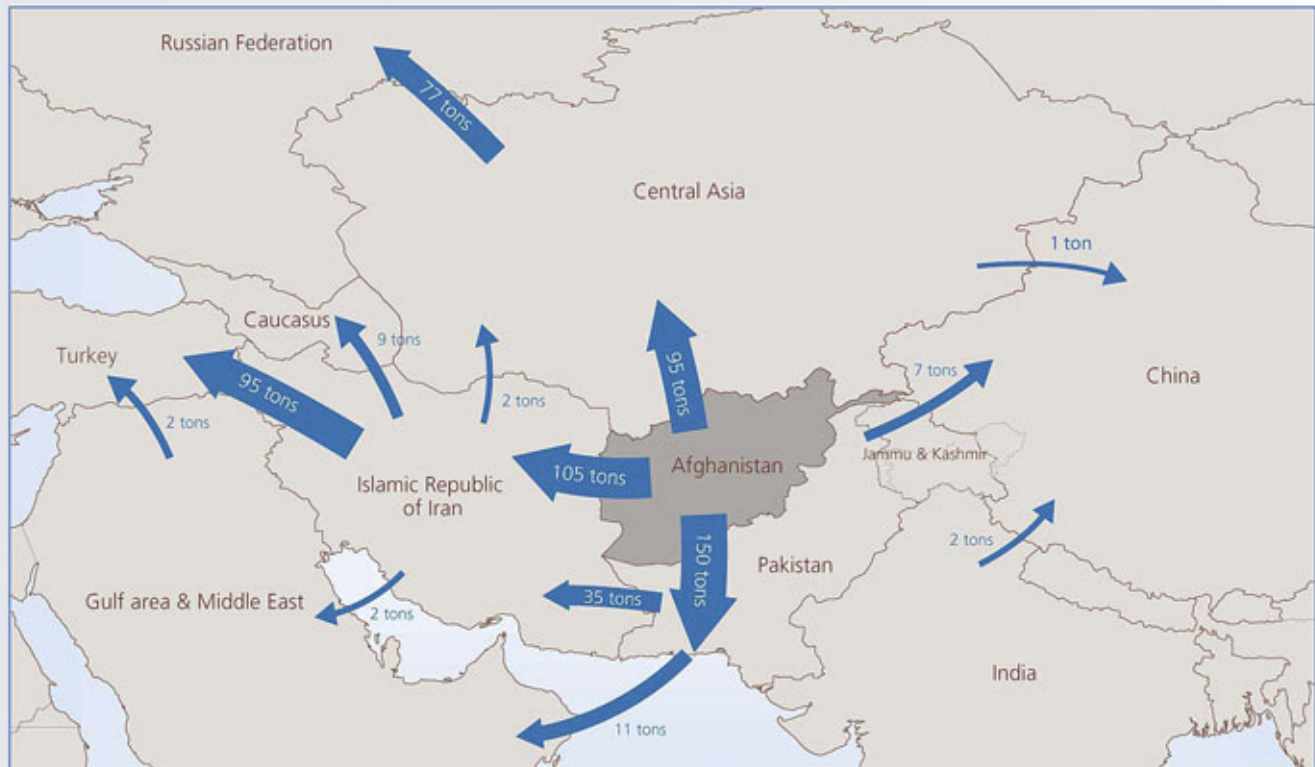 Russian Federation
77 tons
Central Asia
1 ton
Caucasus
9 tons
Turkey
95 tons
2 tons
2 tons
95 tons
7 tons
China
Jammu & Kashmir
Afghanistan
105 tons
Islamic Republic
of Iran
150 tons
Pakistan
2 tons
35 tons
Gulf area & Middle East
2 tons
India
11 tons